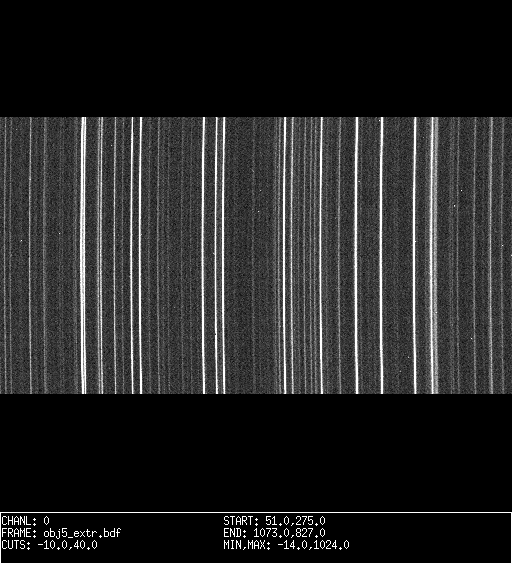 CHANL: 0
FRAME: obj5_extr.bdf
CUTS: -10.0,40.0
START: 51.0,275.0
END: 1073.0,827.0
MIN,MAX: -14.0,1024.0